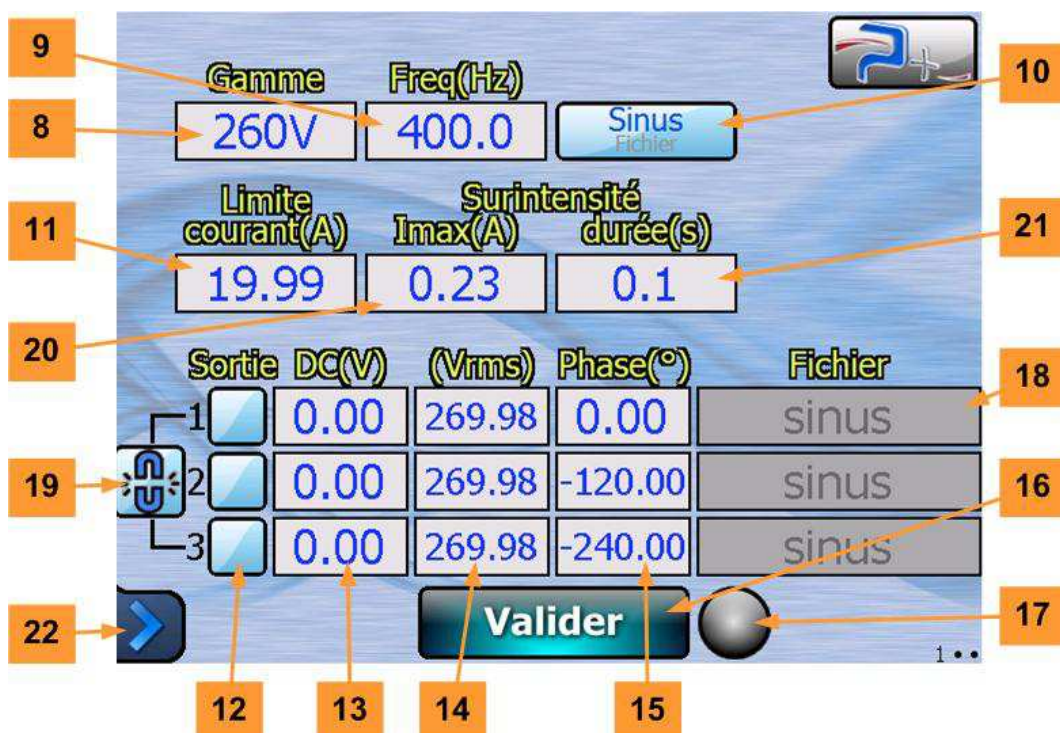 9
Gamme Freq(Hz)
10
8
260V 400.0 Sinus
Fichier
Limite Surintensité
courant(A) Imax(A) durée(s)
11
21
19.99 0.23 0.1
20
Sortie DC(V) (Vrms) Phase(°) Fichier
18
1 0.00 269.98 0.00 sinus
19
2 0.00 269.98 -120.00 sinus
16
3 0.00 269.98 -240.00 sinus
22
Valider
17
1
12 13 14 15